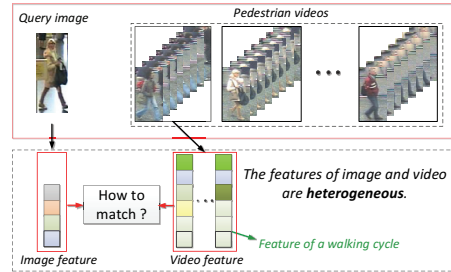 Query image
Pedestrian videos
The features of image and video
are heterogeneous.
How to
match ?
Feature of a walking cycle
Image feature
Video feature